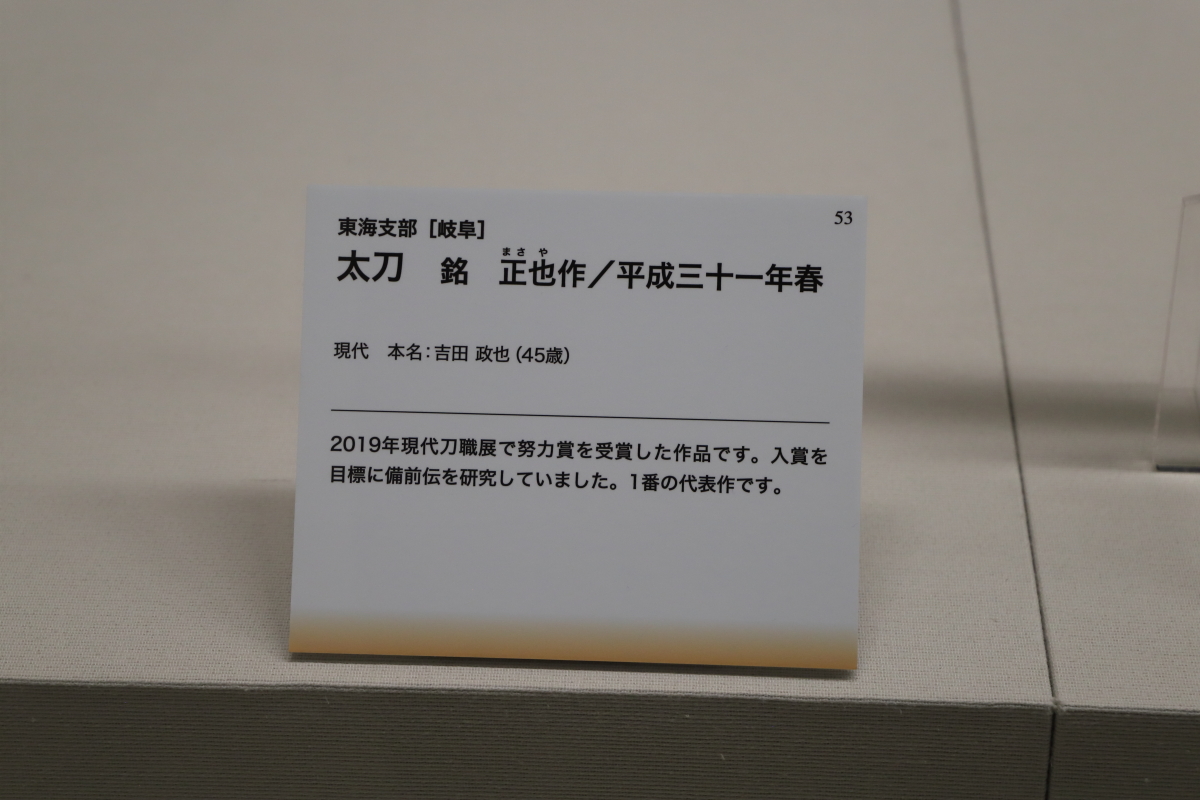 53
東海支部［岐阜］
まさ や
太刀　銘　正也作／平成三十一年春
現代　本名：吉田 政也（45歳）
2019年現代刀職展で努力賞を受賞した作品です。入賞を
目標に備前伝を研究していました。1番の代表作です。